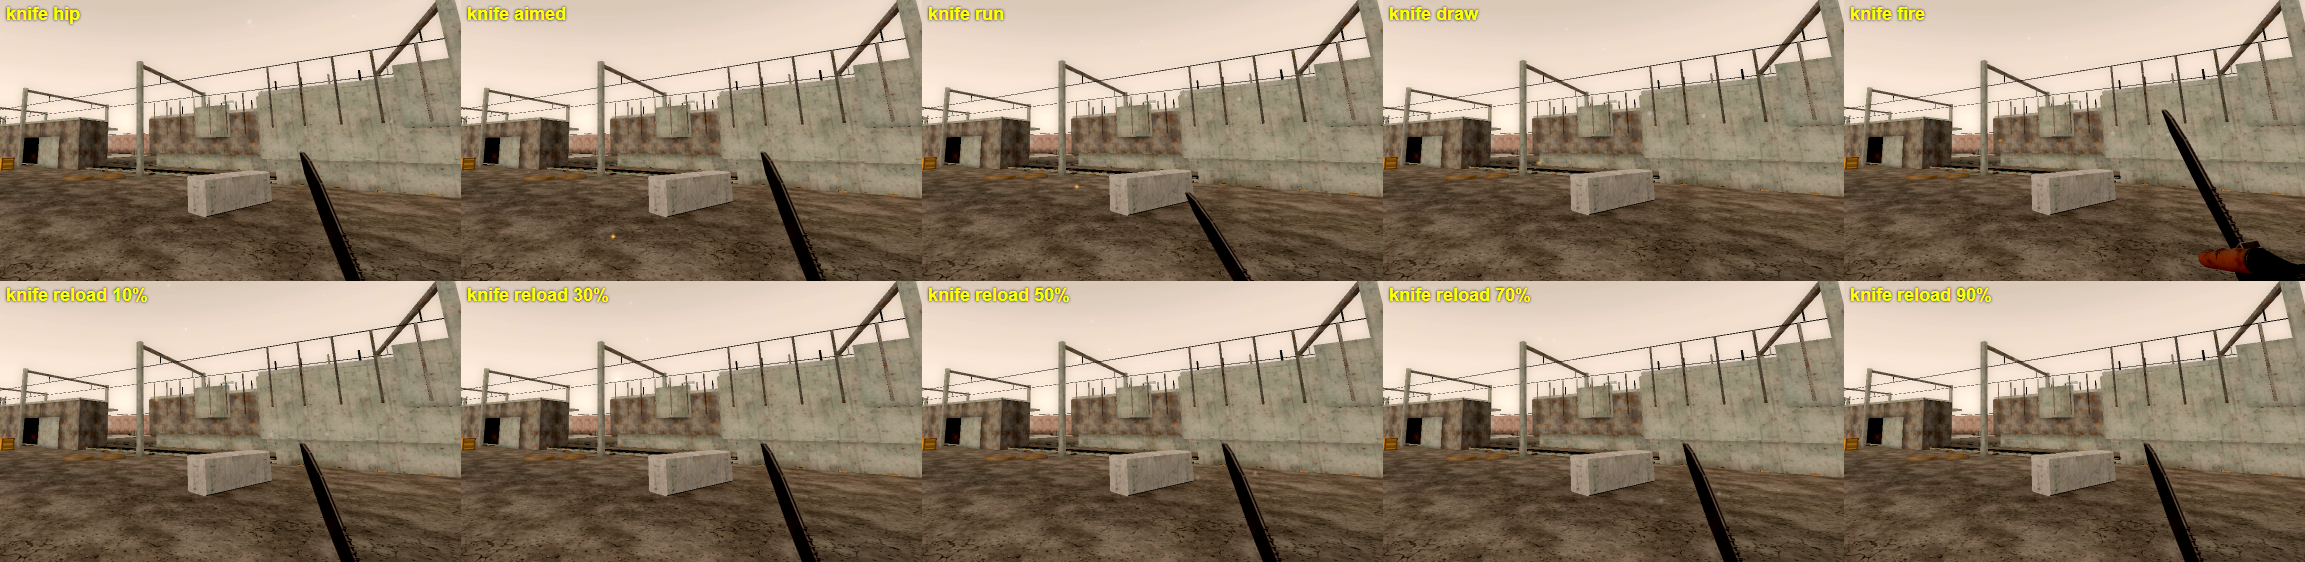 knife hip
knife aimed
knife run
knife draw
knife fire
knife reload 10%
knife reload 30%
knife reload 50%
knife reload 70%
knife reload 90%